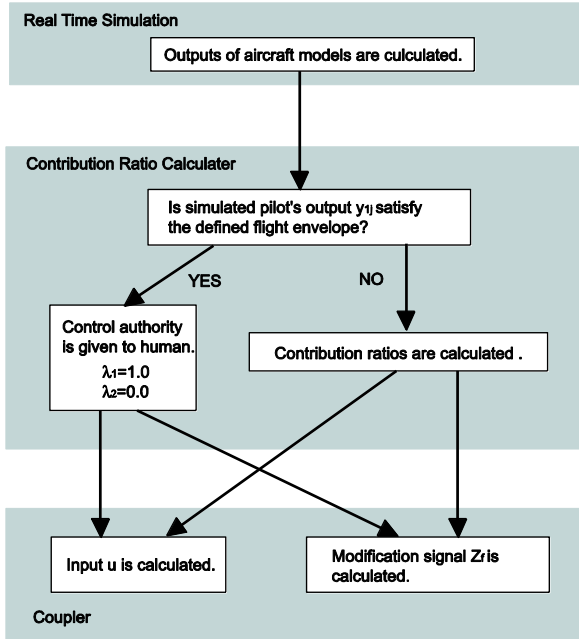 Real Time Simulation
Outputs of aircraft models are culculated.
Contribution Ratio Calculater
Is simulated pilot's output y1j satisfy
the defined flight envelope?
YES
NO
Control authority
is given to human.
λ1=1.0
λ2=0.0
Contribution ratios are calculated .
Input u is calculated.
Modification signal Zr is
calculated.
Coupler